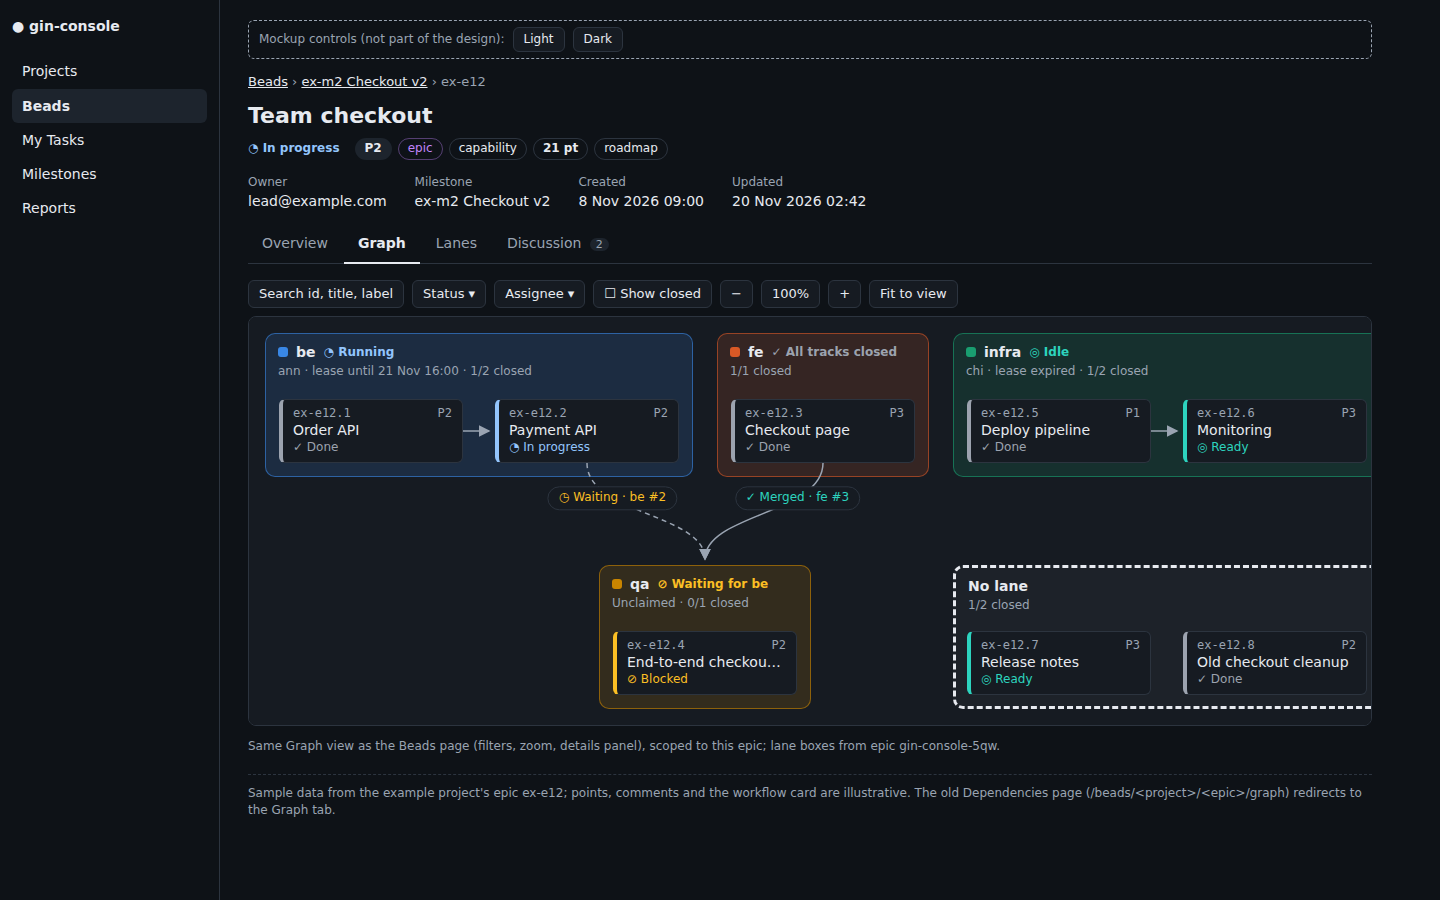 ● gin-console
Projects
Beads
My Tasks
Milestones
Reports
Mockup controls (not part of the design): Light Dark
Beads › ex-m2 Checkout v2 › ex-e12
Team checkout
◔ In progress P2 epic capability 21 pt roadmap
Owner Milestone Created Updated
lead@example.com ex-m2 Checkout v2 8 Nov 2026 09:00 20 Nov 2026 02:42
Overview Graph Lanes Discussion 2
Search id, title, label Status ▾ Assignee ▾ ☐ Show closed − 100% + Fit to view
be ◔ Running
ann · lease until 21 Nov 16:00 · 1/2 closed
ex-e12.1 P2
Order API
✓ Done
ex-e12.2 P2
Payment API
◔ In progress
fe ✓ All tracks closed
1/1 closed
ex-e12.3 P3
Checkout page
✓ Done
infra ◎ Idle
chi · lease expired · 1/2 closed
ex-e12.5 P1
Deploy pipeline
✓ Done
ex-e12.6 P3
Monitoring
◎ Ready
◷ Waiting · be #2
✓ Merged · fe #3
qa ⊘ Waiting for be
Unclaimed · 0/1 closed
ex-e12.4 P2
End-to-end checkou…
⊘ Blocked
No lane
1/2 closed
ex-e12.7 P3
Release notes
◎ Ready
ex-e12.8 P2
Old checkout cleanup
✓ Done
Same Graph view as the Beads page (filters, zoom, details panel), scoped to this epic; lane boxes from epic gin-console-5qw.
Sample data from the example project's epic ex-e12; points, comments and the workflow card are illustrative. The old Dependencies page (/beads/<project>/<epic>/graph) redirects to
the Graph tab.